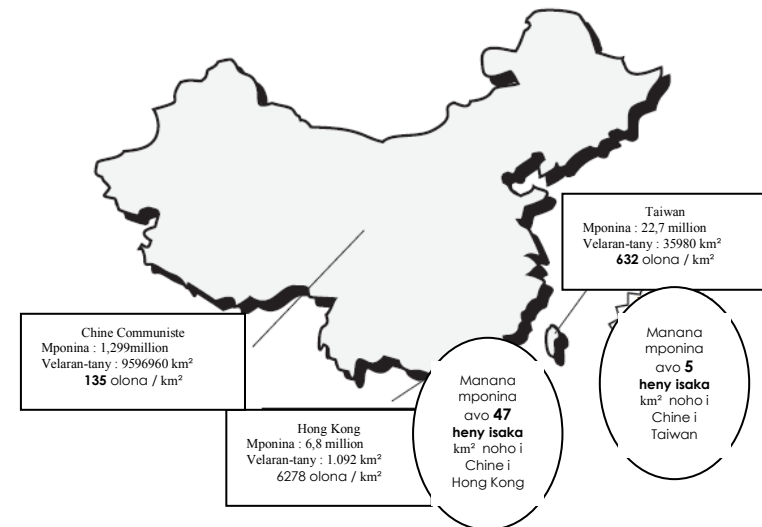 Taiwan
Mponina : 22,7 million
Velaran-tany : 35980 km²
632 olona / km²
Manana
mponina
avo 5
heny isaka
km² noho i
Chine i
Taiwan
Chine Communiste
Mponina : 1,299million
Velaran-tany : 9596960 km²
135 olona / km²
Hong Kong
Mponina : 6,8 million
Velaran-tany : 1.092 km²
6278 olona / km²
Manana
mponina
avo 47
heny isaka
km² noho i
Chine i
Hong Kong